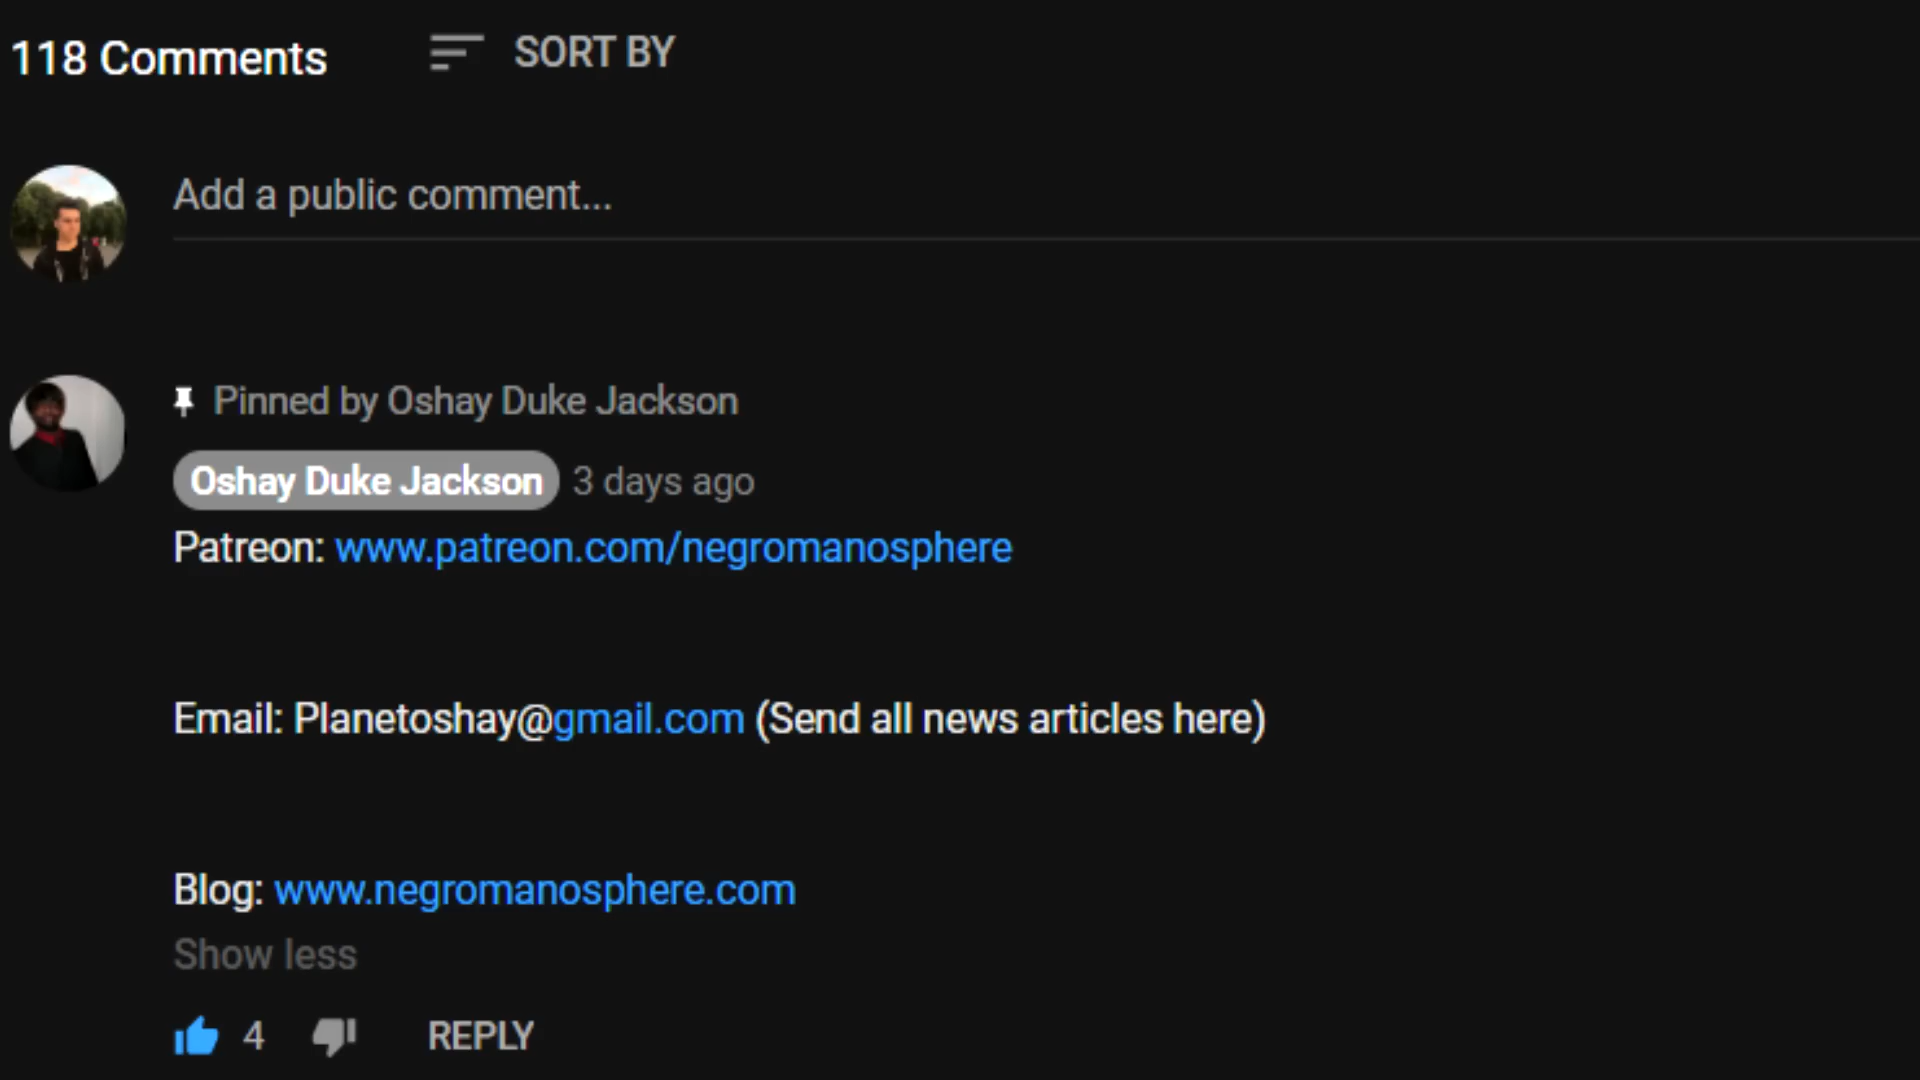 118 Comments
SORT BY
Add a public comment...
Pinned by Oshay Duke Jackson
Oshay Duke Jackson 3 days ago
Patreon: www.patreon.com/negromanosphere
Email: Planetoshay@gmail.com (Send all news articles here)
Blog: www.negromanosphere.com
Show less
4 REPLY